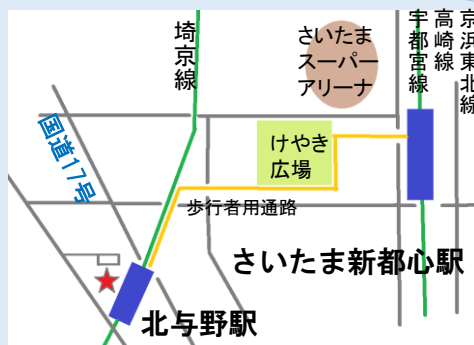 埼京線
さいたま
スーパー
アリーナ
宇都宮線
高崎線
京浜東北線
国道17号
けやき
広場
歩行者用通路
さいたま新都心駅
北与野駅